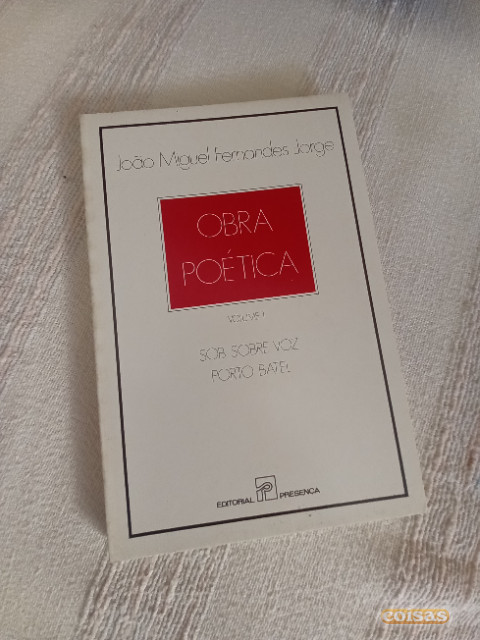 João Miguel Fernandes Jorge
OBRA
POÉTICA
VOLUME 1
SOB SOBRE VOZ
PORTO BATEL
EDITORIAL PRESENÇA
coisas